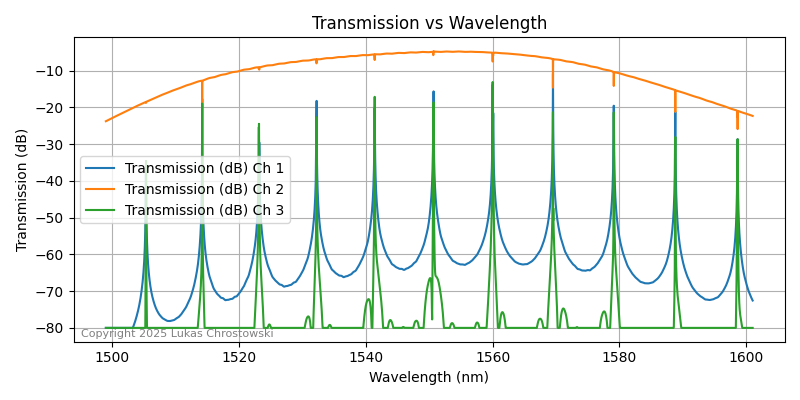 Transmission vs Wavelength
Transmission (dB)
−10
−20
−30
−40
−50
−60
−70
−80
Transmission (dB) Ch 1
Transmission (dB) Ch 2
Transmission (dB) Ch 3
Copyright 2025 Lukas Chrostowski
1500
1520
1540
1560
1580
1600
Wavelength (nm)